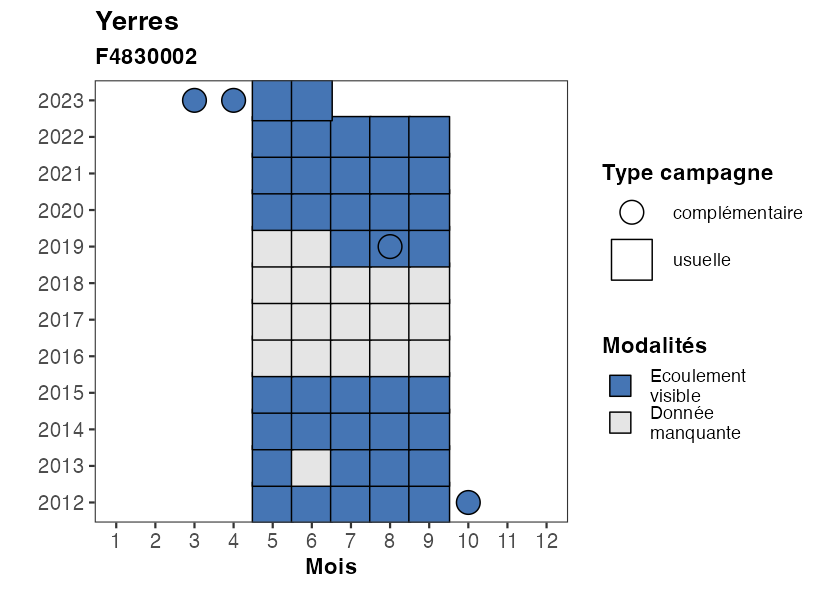 Yerres
F4830002
2023
2022
2021
2020
2019
2018
2017
2016
2015
2014
2013
2012
1 2 3 4 5 6 7 8 9 10 11 12
Mois
Type campagne
complémentaire
usuelle
Modalités
Ecoulement
visible
Donnée
manquante